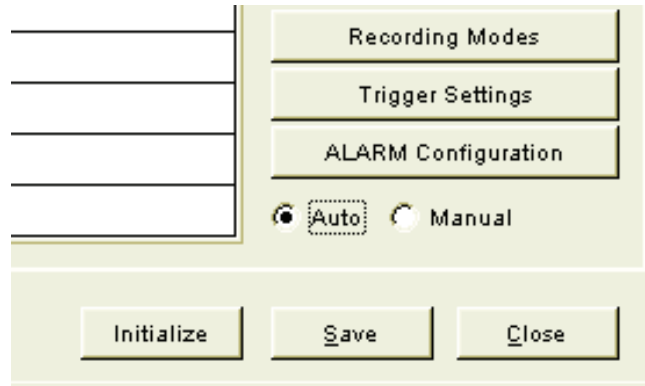 Recording Modes
Trigger Settings
ALARM Configuration
Auto Manual
Initialize Save Close